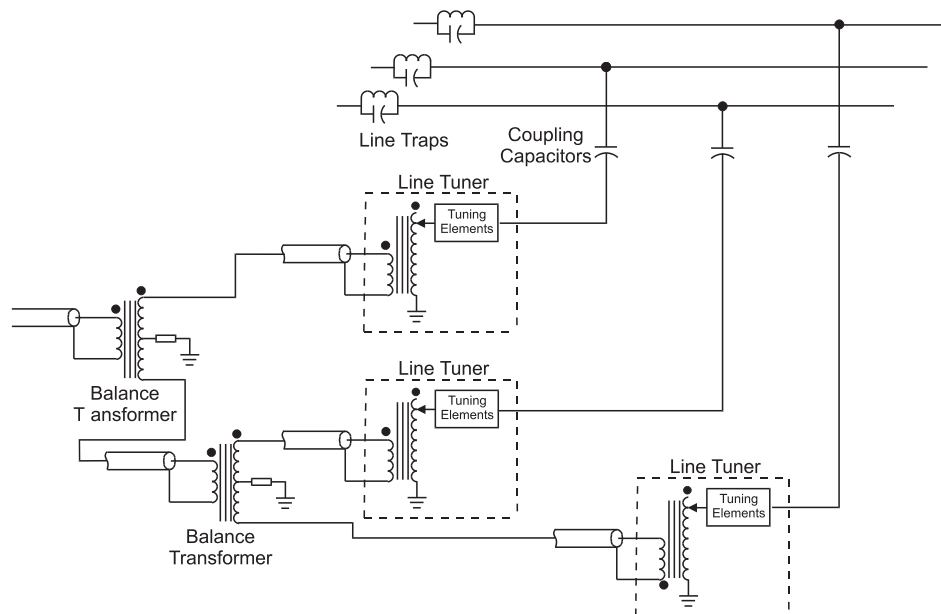 Line Traps
Coupling
Capacitors
Line Tuner
Tuning
Elements
Balance
T ansformer
Line Tuner
Tuning
Elements
Line Tuner
Tuning
Elements
Balance
Transformer